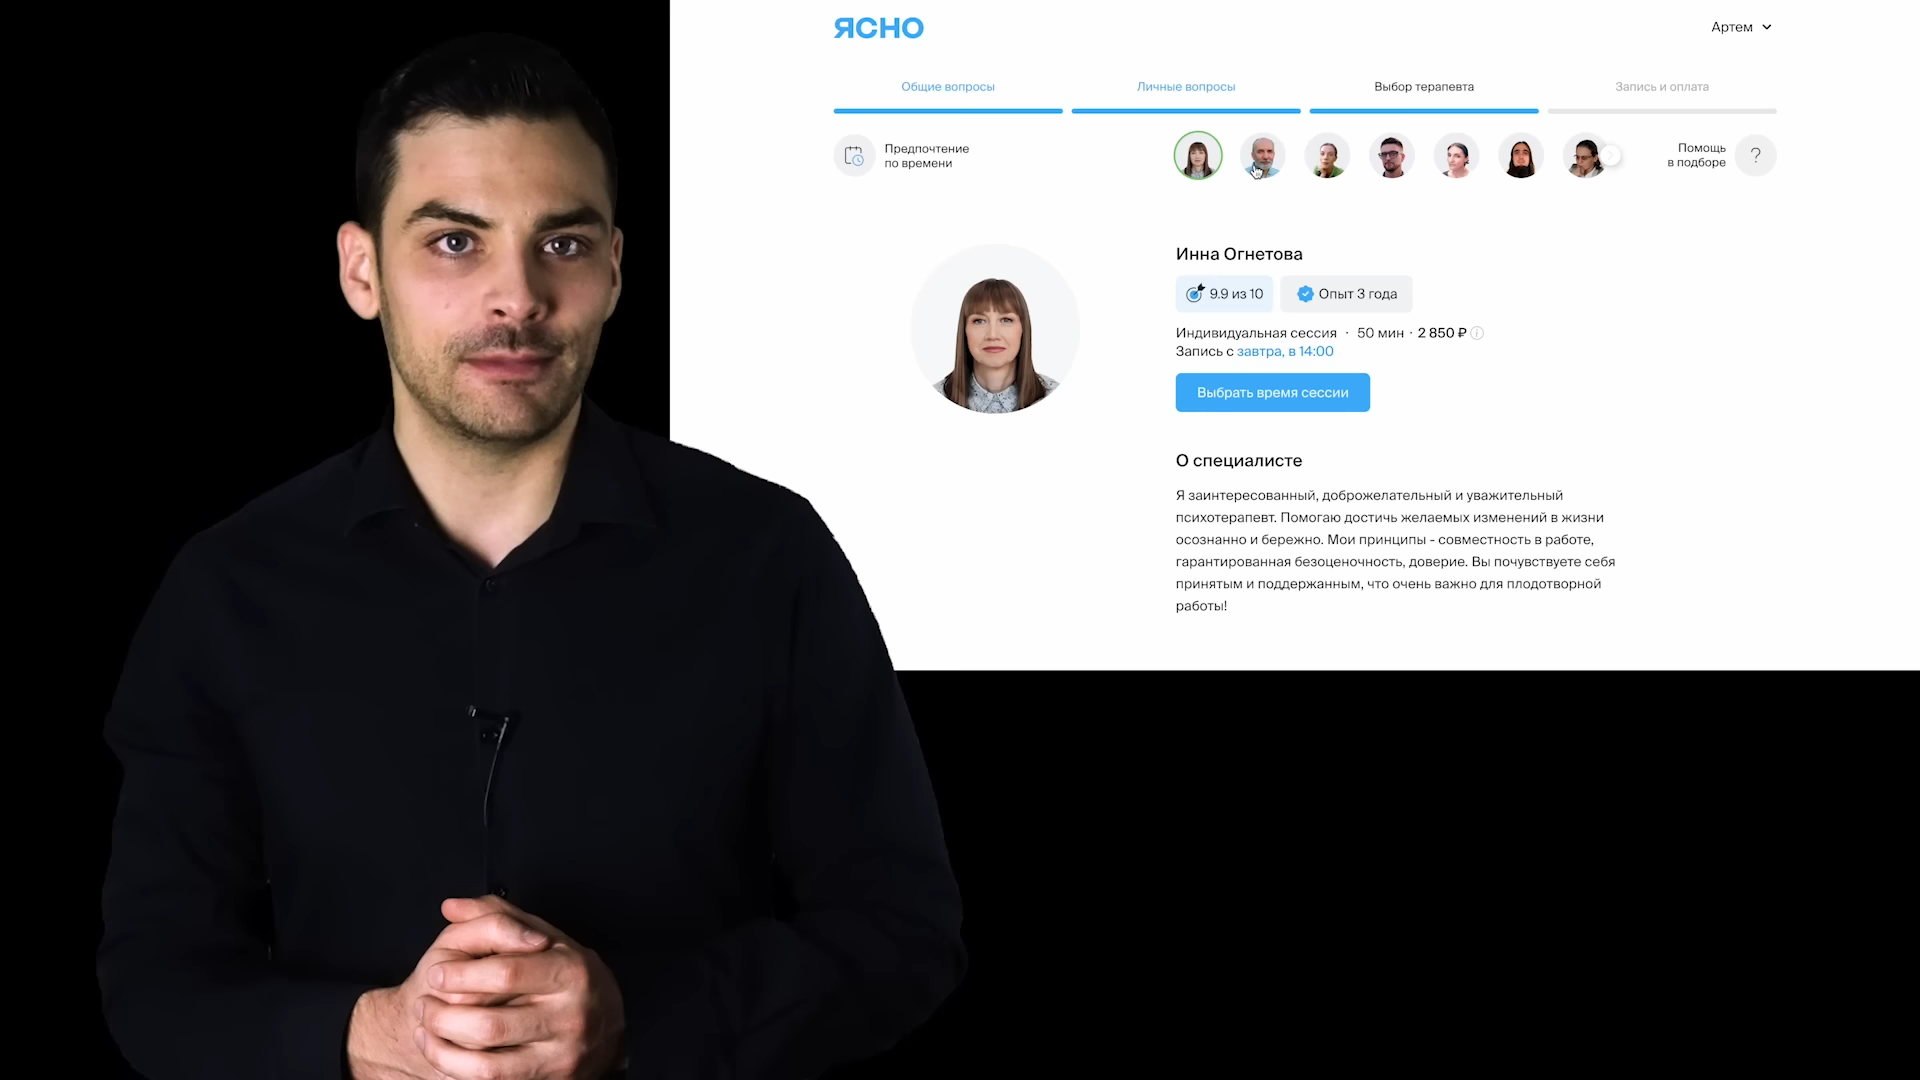 ЯСНО
Артем
Общие вопросы
Личные вопросы
Выбор терапевта
Запись и оплата
Предпочтение
по времени
Помощь
в подборе
?
Инна Огнетова
9.9 из 10
Опыт 3 года
Индивидуальная сессия · 50 мин · 2 850 ₽
Запись с завтра, в 14:00
Выбрать время сессии
О специалисте
Я заинтересованный, доброжелательный и уважительный
психотерапевт. Помогаю достичь желаемых изменений в жизни
осознанно и бережно. Мои принципы - совместность в работе,
гарантированная безоценочность, доверие. Вы почувствуете себя
принятым и поддержанным, что очень важно для плодотворной
работы!